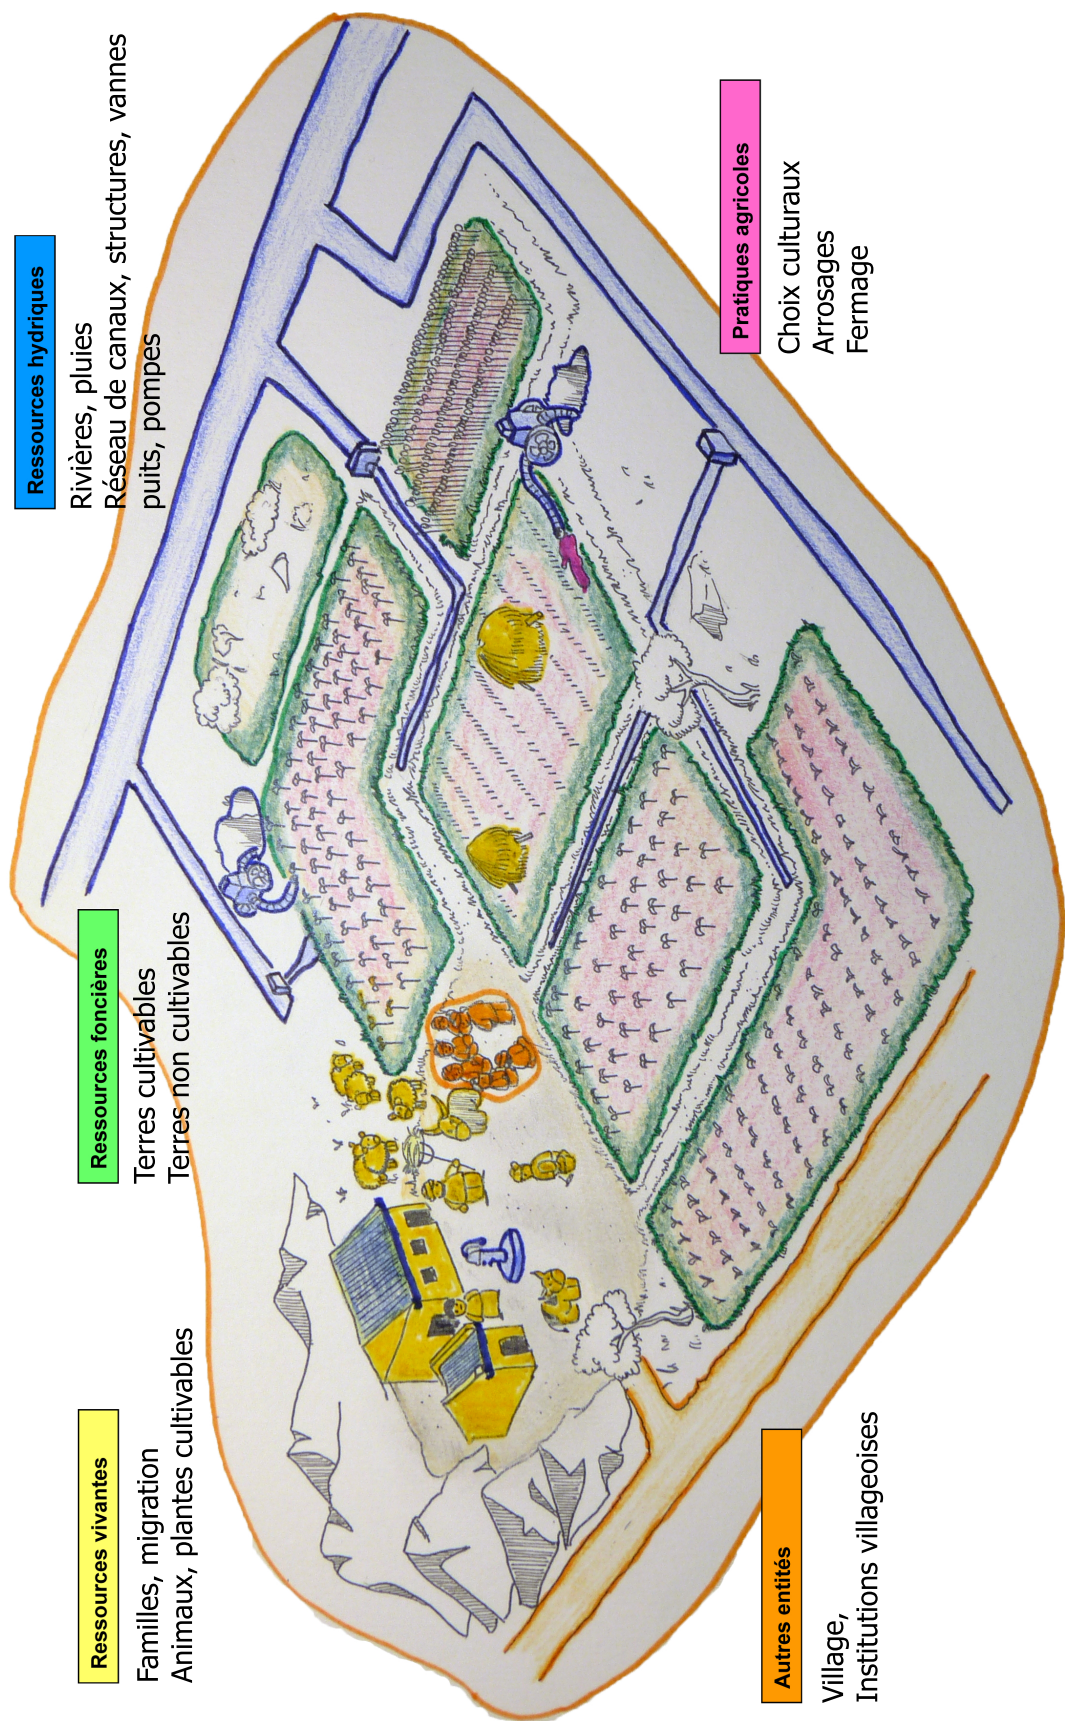 Ressources vivantes
Familles, migration
Animaux, plantes cultivables
Ressources foncières
Terres cultivables
Terres non cultivables
Ressources hydriques
Rivières, pluies
Réseau de canaux, structures, vannes
puits, pompes
Autres entités
Village,
Institutions villageoises
Pratiques agricoles
Choix culturaux
Arrosages
Fermage